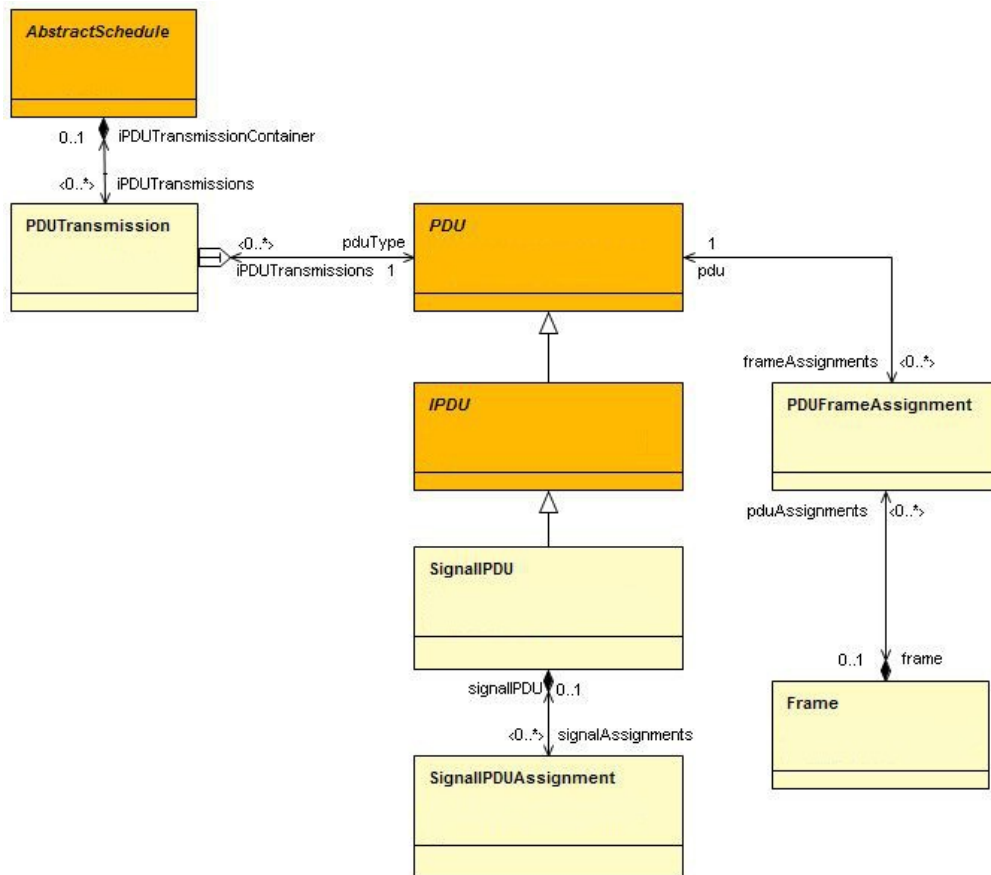 AbstractSchedule
0..1 iPDUTransmissionContainer
<0..*> iPDUTransmissions
PDUTransmission
<0..*> pduType
iPDUTransmissions 1
PDU
1
pdu
frameAssignments <0..*>
IPDU
PDUFrameAssignment
pduAssignments <0..*>
SignalIPDU
0..1 frame
signalIPDU 0..1
Frame
<0..*> signalAssignments
SignalIPDUAssignment